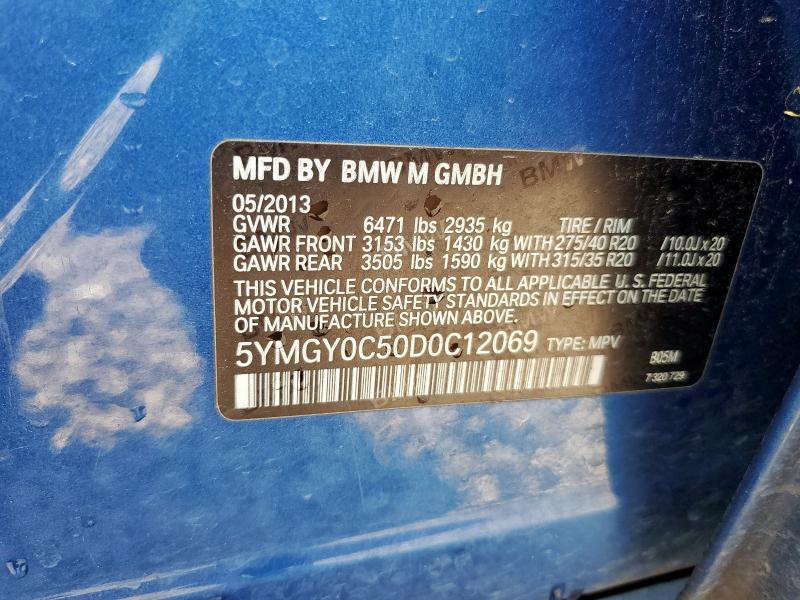 MFD BY BMW M GMBH
05/2013
GVWR 6471 lbs 2935 kg TIRE / RIM
GAWR FRONT 3153 lbs 1430 kg WITH 275/40 R20 /10.0J x 20
GAWR REAR 3505 lbs 1590 kg WITH 315/35 R20 /11.0J x 20
THIS VEHICLE CONFORMS TO ALL APPLICABLE U. S. FEDERAL
MOTOR VEHICLE SAFETY STANDARDS IN EFFECT ON THE DATE
OF MANUFACTURE SHOWN ABOVE.
5YMGY0C50D0C12069 TYPE: MPV
B05M
7 320 729